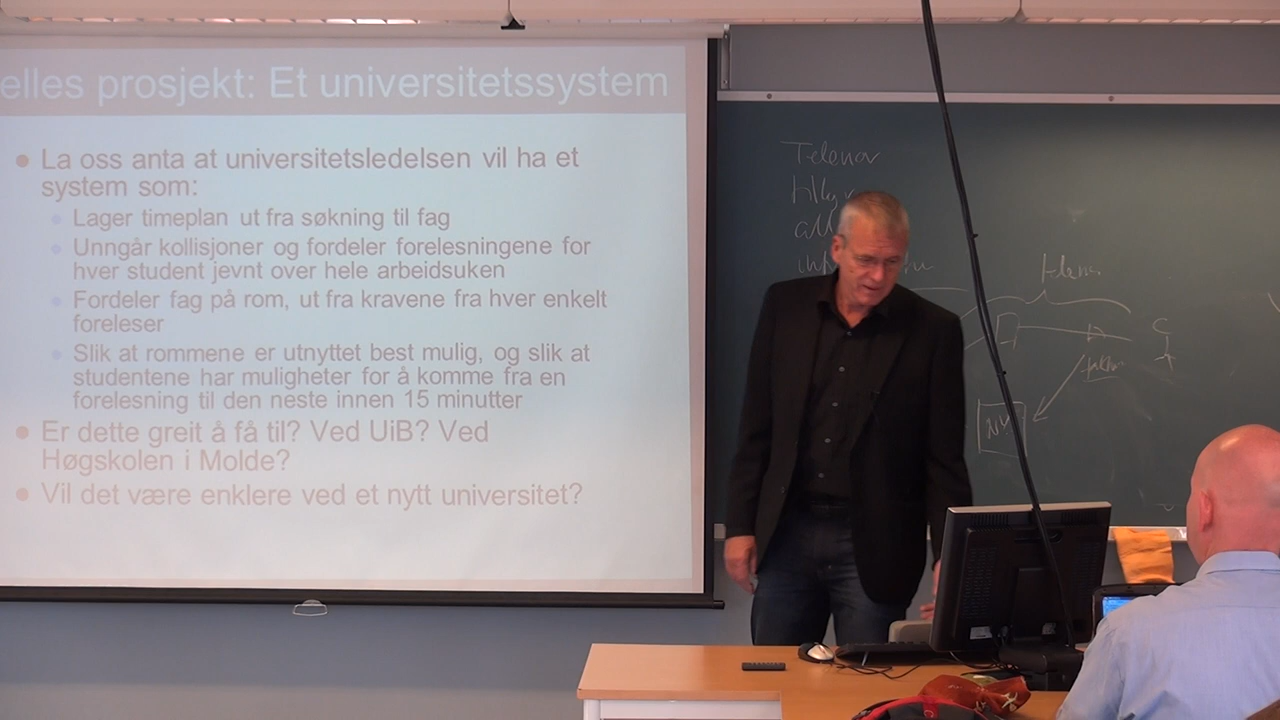 elles prosjekt: Et universitetssystem
La oss anta at universitetsledelsen vil ha et
system som:
Lager timeplan ut fra søkning til fag
Unngår kollisjoner og fordeler forelesningene for
hver student jevnt over hele arbeidsuken
Fordeler fag på rom, ut fra kravene fra hver enkelt
foreleser
Slik at rommene er utnyttet best mulig, og slik at
studentene har muligheter for å komme fra en
forelesning til den neste innen 15 minutter
Er dette greit å få til? Ved UiB? Ved
Høgskolen i Molde?
Vil det være enklere ved et nytt universitet?
Telenor
C